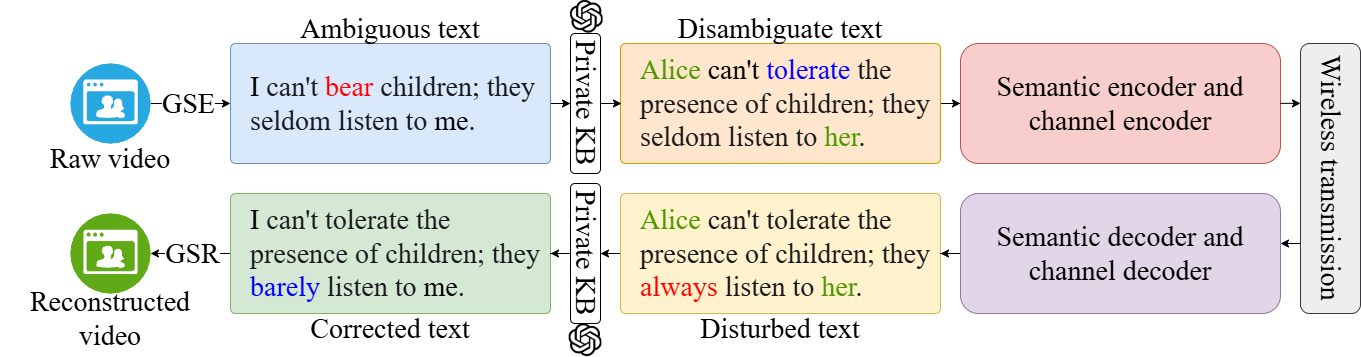 Ambiguous text
Disambiguate text
Raw video
GSE
I can't bear children; they
seldom listen to me.
Private KB
Alice can't tolerate the
presence of children; they
seldom listen to her.
Semantic encoder and
channel encoder
Wireless transmission
Semantic decoder and
channel decoder
Alice can't tolerate the
presence of children; they
always listen to her.
Disturbed text
Private KB
I can't tolerate the
presence of children; they
barely listen to me.
Corrected text
GSR
Reconstructed
video